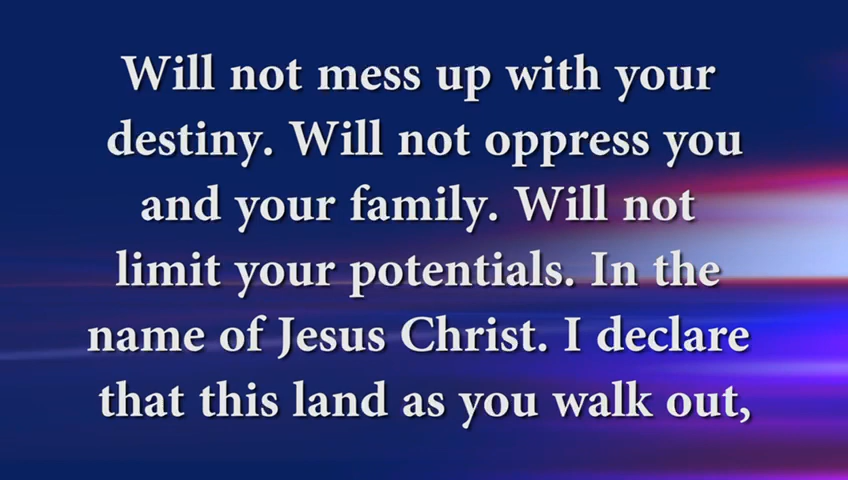 Will not mess up with your
destiny. Will not oppress you
and your family. Will not
limit your potentials. In the
name of Jesus Christ. I declare
that this land as you walk out,